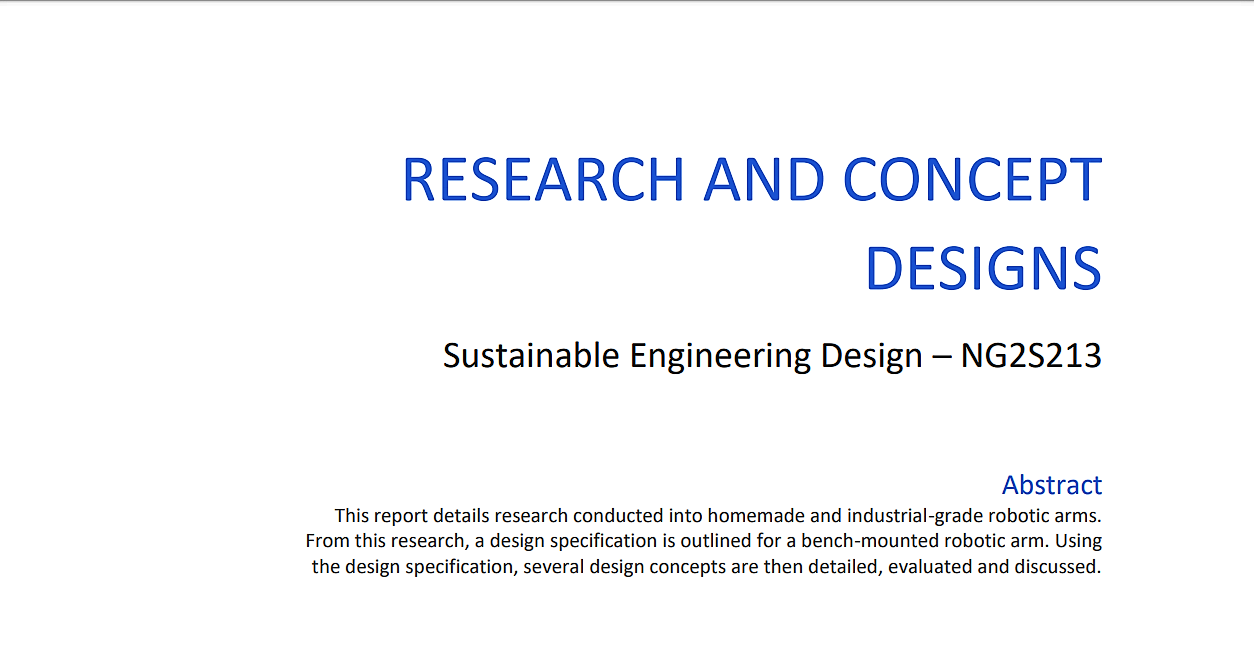 RESEARCH AND CONCEPT
DESIGNS
Sustainable Engineering Design – NG2S213
Abstract
This report details research conducted into homemade and industrial-grade robotic arms.
From this research, a design specification is outlined for a bench-mounted robotic arm. Using
the design specification, several design concepts are then detailed, evaluated and discussed.